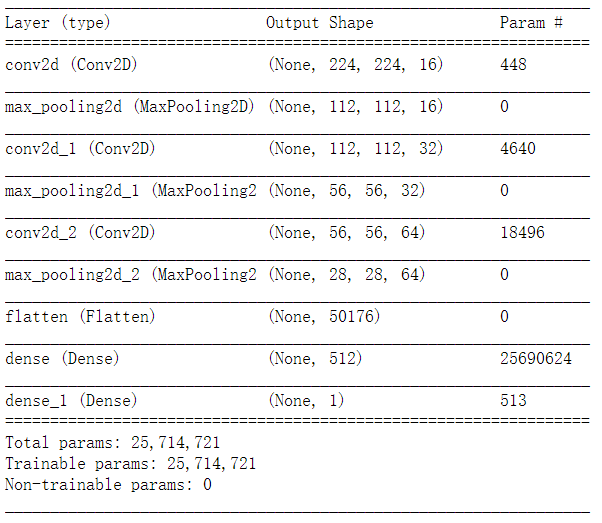 Layer (type) Output Shape Param #
conv2d (Conv2D) (None, 224, 224, 16) 448
max_pooling2d (MaxPooling2D) (None, 112, 112, 16) 0
conv2d_1 (Conv2D) (None, 112, 112, 32) 4640
max_pooling2d_1 (MaxPooling2 (None, 56, 56, 32) 0
conv2d_2 (Conv2D) (None, 56, 56, 64) 18496
max_pooling2d_2 (MaxPooling2 (None, 28, 28, 64) 0
flatten (Flatten) (None, 50176) 0
dense (Dense) (None, 512) 25690624
dense_1 (Dense) (None, 1) 513
Total params: 25,714,721
Trainable params: 25,714,721
Non-trainable params: 0